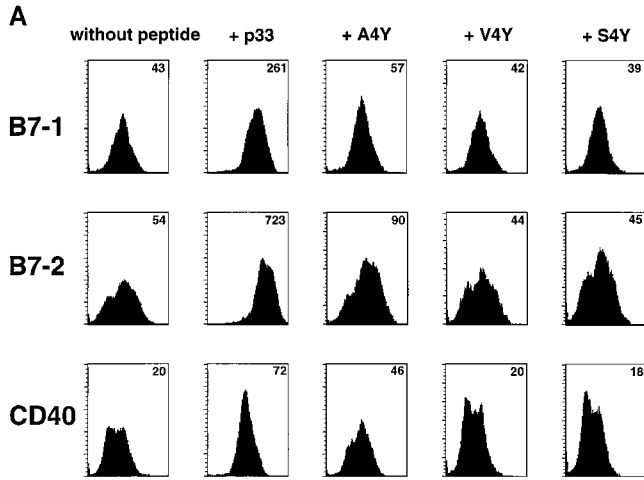 A
without peptide + p33 + A4Y + V4Y + S4Y
B7-1 43 261 57 42 39
B7-2 54 723 90 44 45
CD40 20 72 46 20 18